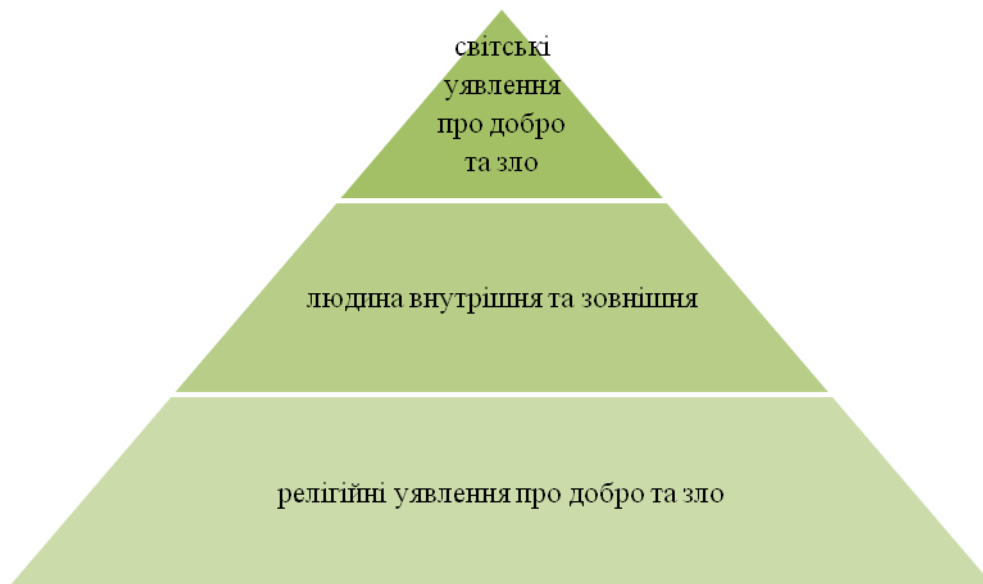 світські
уявлення
про добро
та зло
людина внутрішня та зовнішня
релігійні уявлення про добро та зло